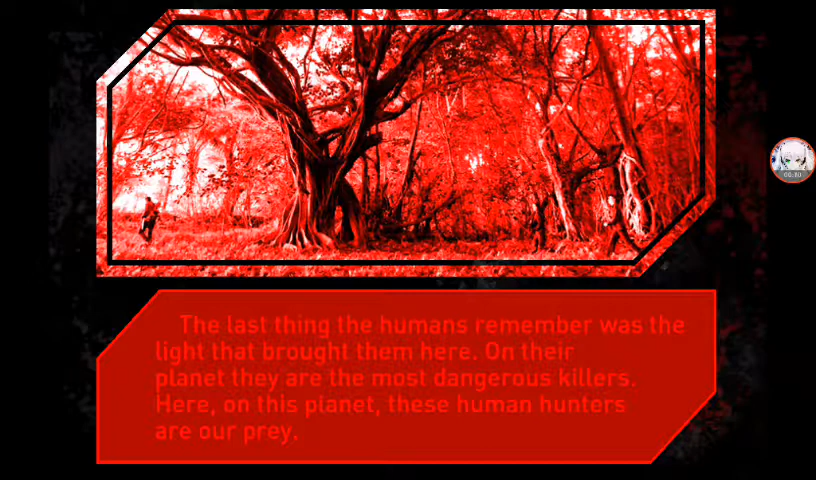 The last thing the humans remember was the
light that brought them here. On their
planet they are the most dangerous killers.
Here, on this planet, these human hunters
are our prey.